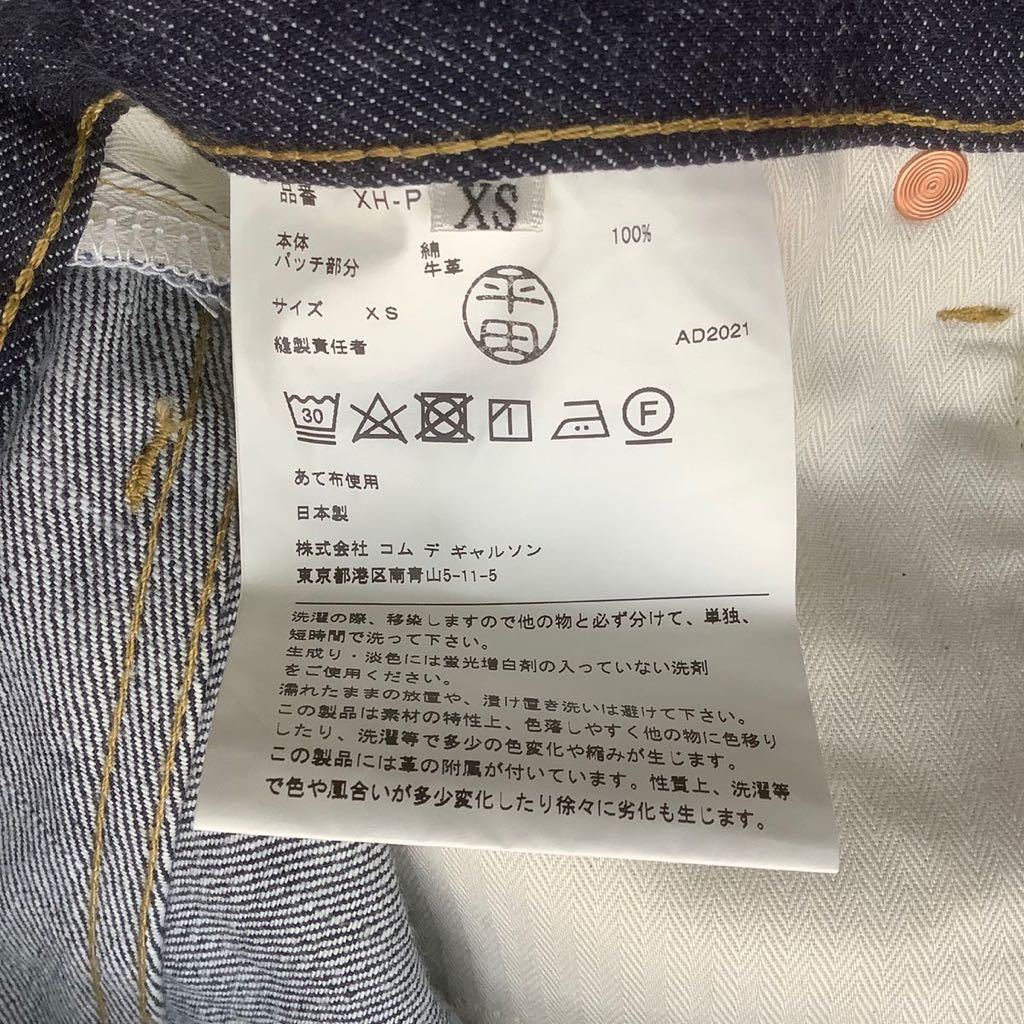 品番 XH-P XS
本体 綿 100%
パッチ部分 牛革
サイズ XS
縫製責任者 平田 AD2021
30 F
あて布使用
日本製
株式会社 コム デ ギャルソン
東京都港区南青山5-11-5
洗濯の際、移染しますので他の物と必ず分けて、単独、
短時間で洗って下さい。
生成り・淡色には蛍光増白剤の入っていない洗剤
をご使用ください。
濡れたままの放置や、漬け置き洗いは避けて下さい。
この製品は素材の特性上、色落しやすく他の物に色移り
したり、洗濯等で多少の色変化や縮みが生じます。
この製品には革の附属が付いています。性質上、洗濯等
で色や風合いが多少変化したり徐々に劣化も生じます。